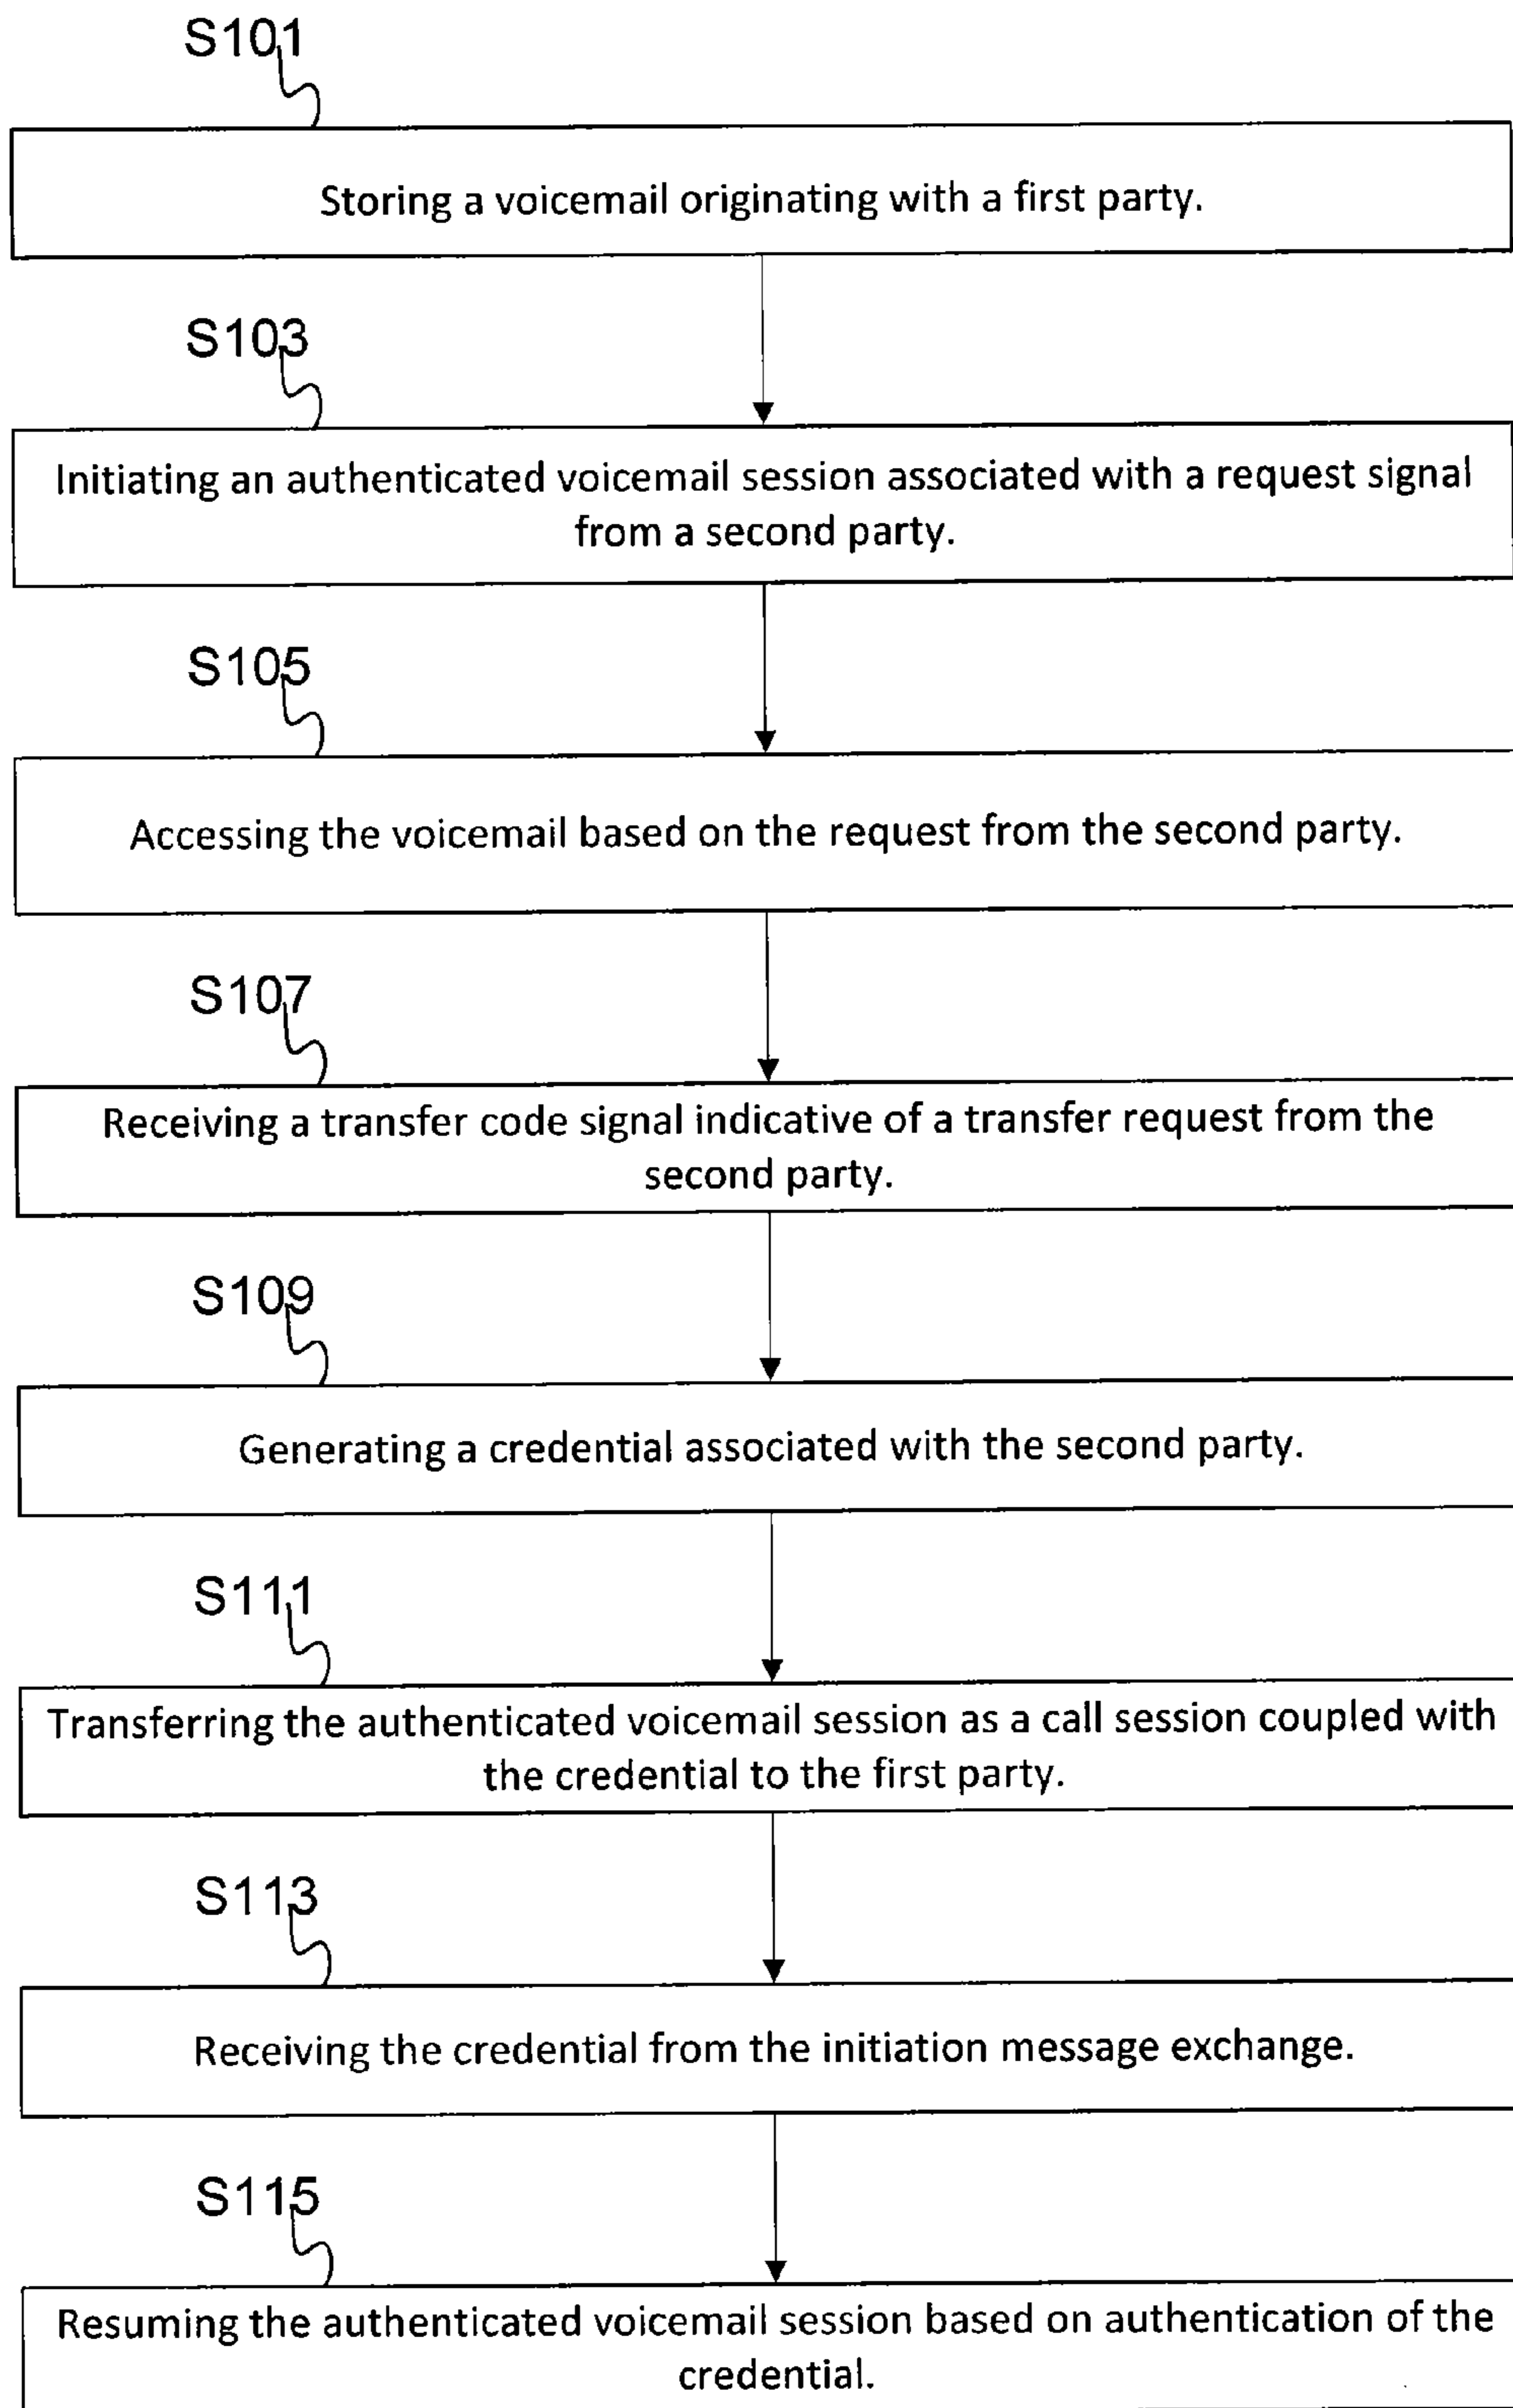 S101
Storing a voicemail originating with a first party.
S103
Initiating an authenticated voicemail session associated with a request signal
from a second party.
S105
Accessing the voicemail based on the request from the second party.
S107
Receiving a transfer code signal indicative of a transfer request from the
second party.
S109
Generating a credential associated with the second party.
S111
Transferring the authenticated voicemail session as a call session coupled with
the credential to the first party.
S113
Receiving the credential from the initiation message exchange.
S115
Resuming the authenticated voicemail session based on authentication of the
credential.